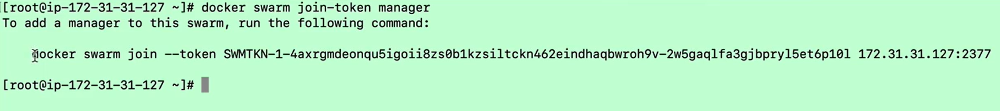 [root@ip-172-31-31-127 ~]# docker swarm join-token manager
To add a manager to this swarm, run the following command:
docker swarm join --token SWMTKN-1-4axrgmdeonqu5igoii8zs0b1kzsiltckn462eindhaqbwroh9v-2w5gaqlfa3gjbpryl5et6p10l 172.31.31.127:2377
[root@ip-172-31-31-127 ~]#